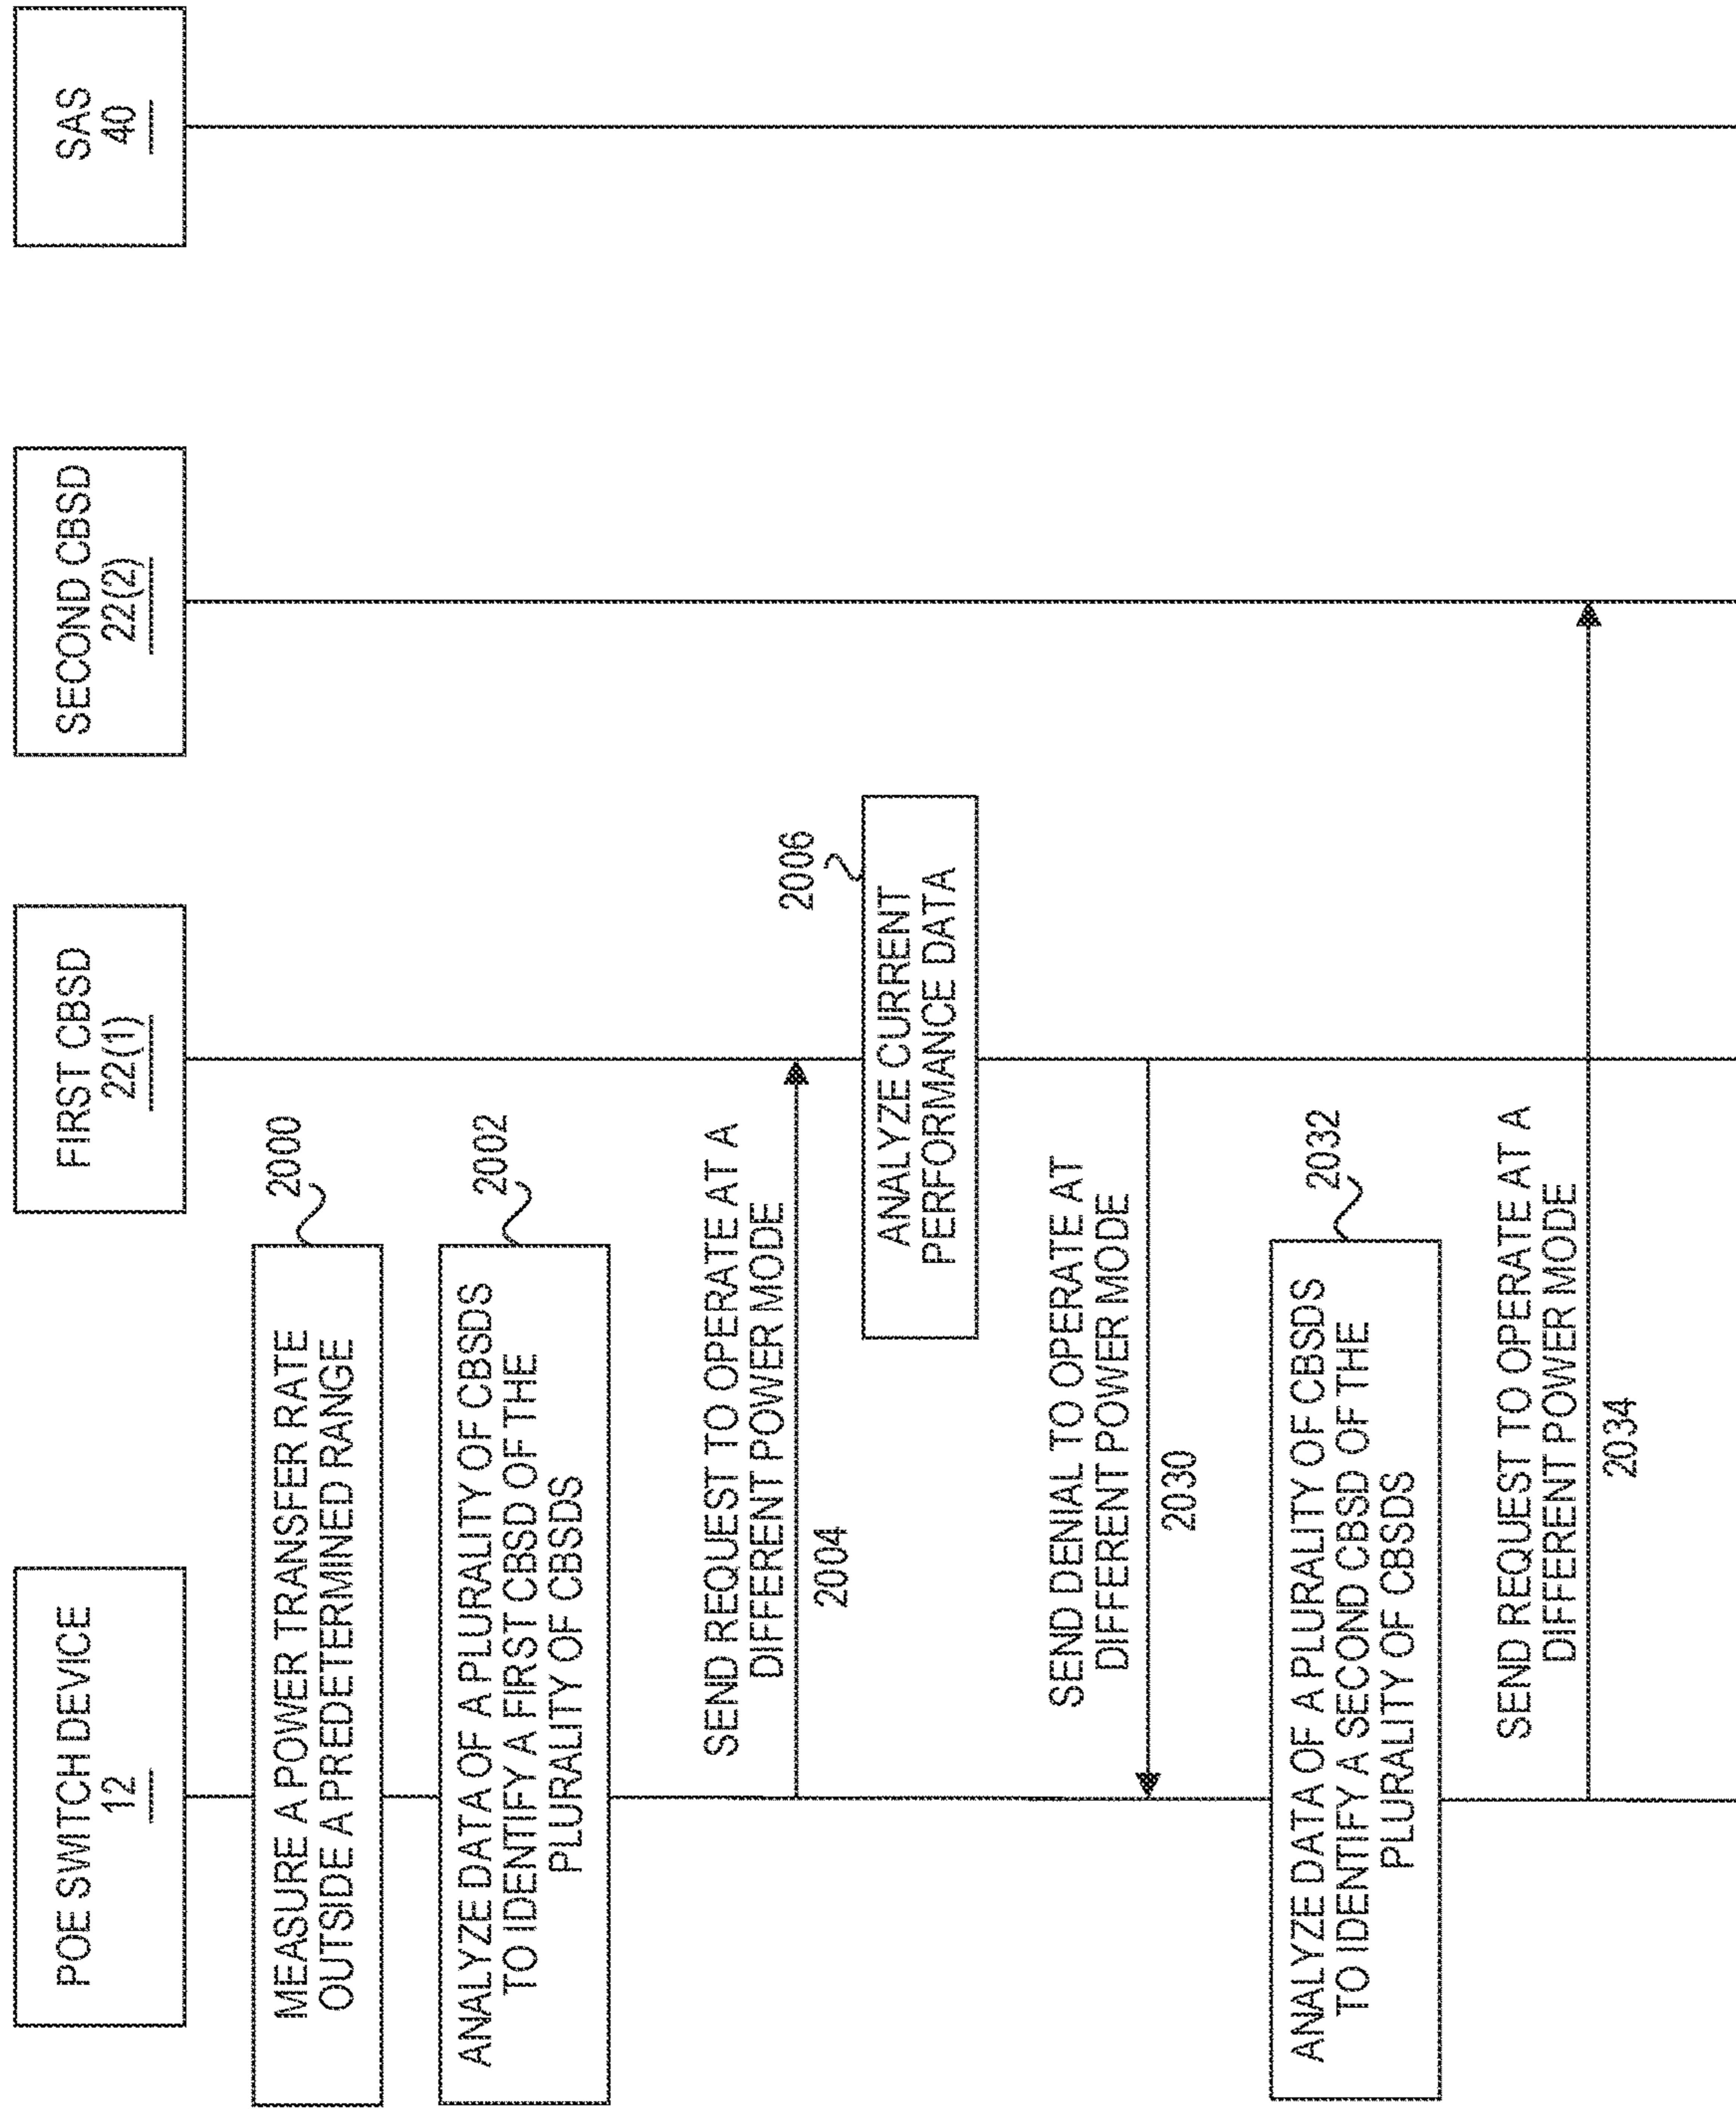 POE SWITCH DEVICE
12
FIRST CBSD
22(1)
SECOND CBSD
22(2)
SAS
40
2000
MEASURE A POWER TRANSFER RATE
OUTSIDE A PREDETERMINED RANGE
2002
ANALYZE DATA OF A PLURALITY OF CBSDS
TO IDENTIFY A FIRST CBSD OF THE
PLURALITY OF CBSDS
SEND REQUEST TO OPERATE AT A
DIFFERENT POWER MODE
2004
2006
ANALYZE CURRENT
PERFORMANCE DATA
SEND DENIAL TO OPERATE AT
DIFFERENT POWER MODE
2030
2032
ANALYZE DATA OF A PLURALITY OF CBSDS
TO IDENTIFY A SECOND CBSD OF THE
PLURALITY OF CBSDS
SEND REQUEST TO OPERATE AT A
DIFFERENT POWER MODE
2034